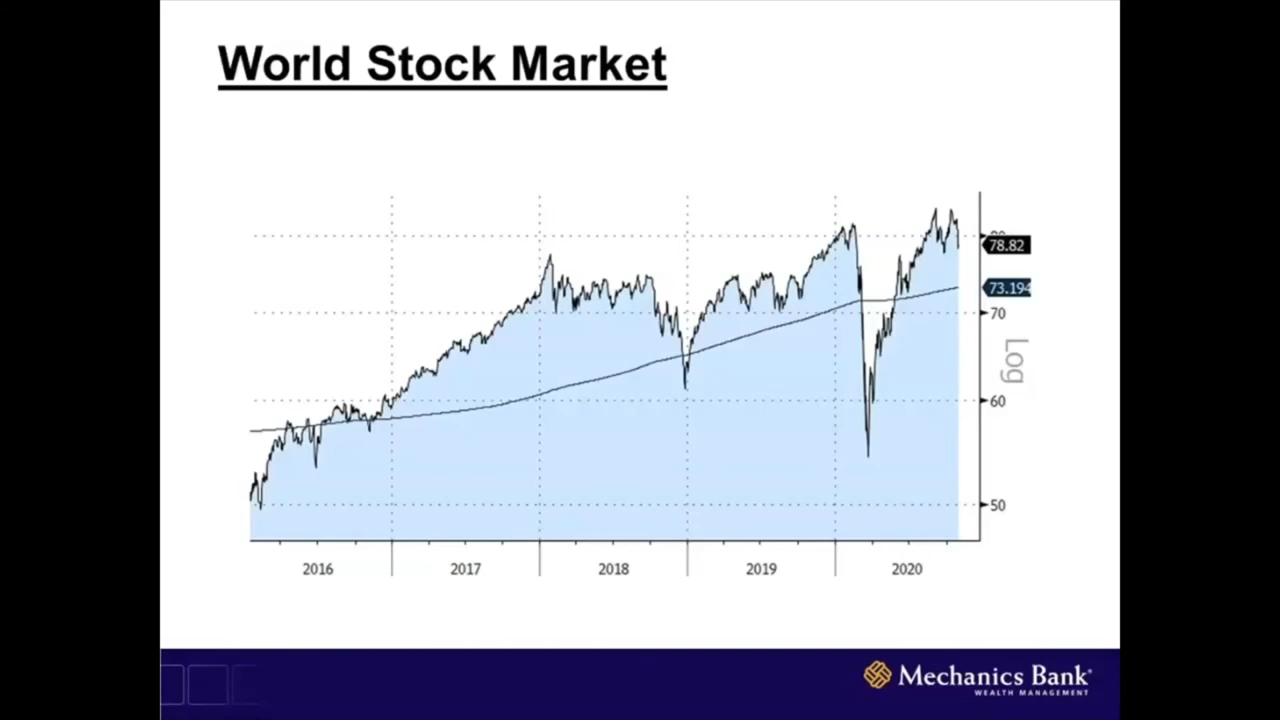 World Stock Market
78.82
73.194
70
60
50
Log
2016 2017 2018 2019 2020
Mechanics Bank
WEALTH MANAGEMENT